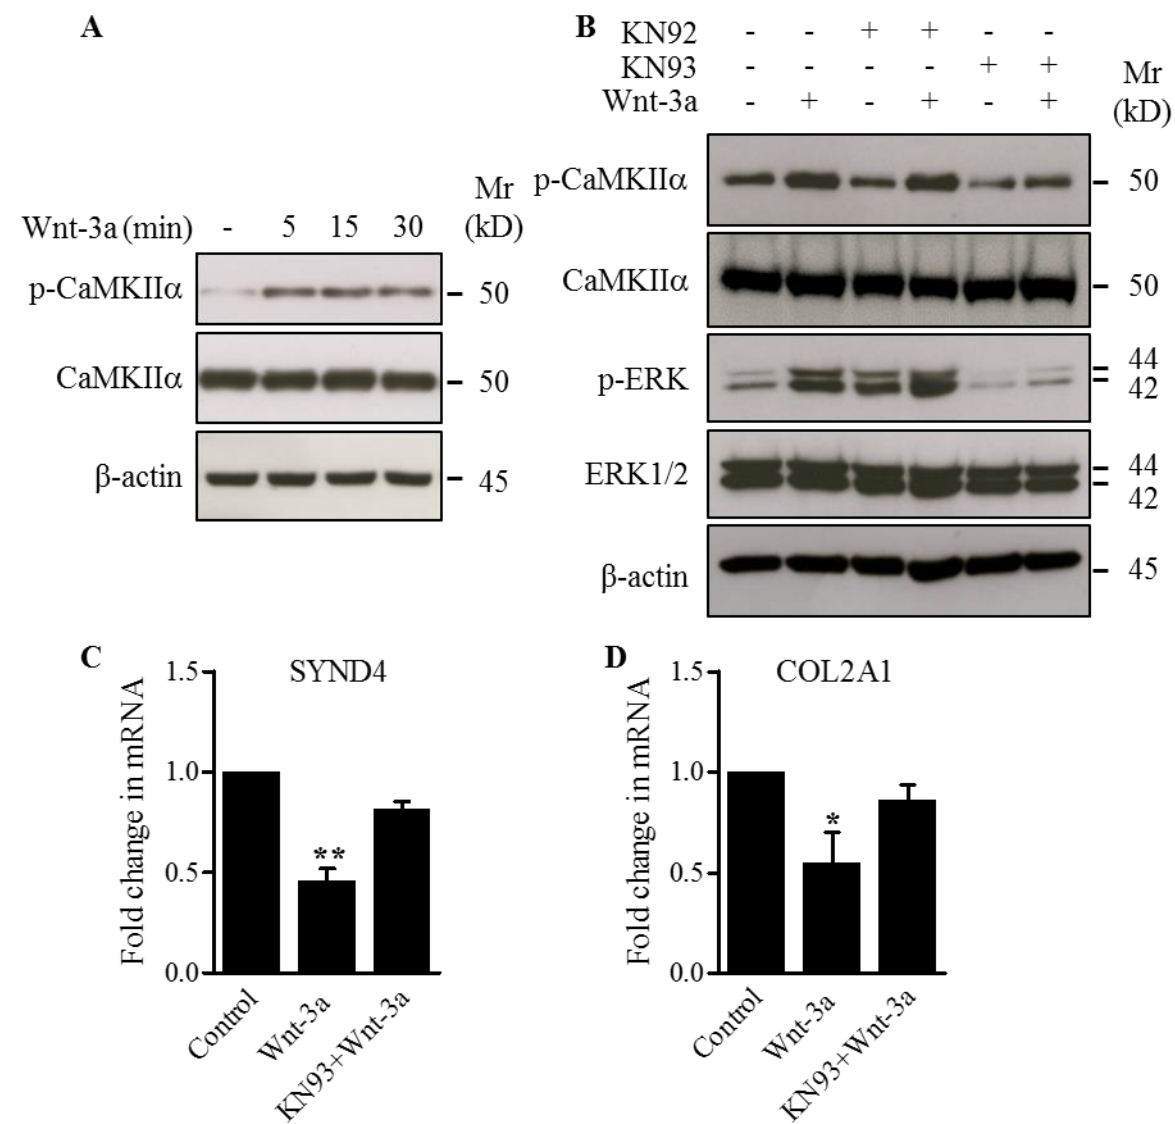 A
Mr
Wnt-3a (min) - 5 15 30 (kD)
p-CaMKIIα 50
CaMKIIα 50
β-actin 45
B KN92 - - + + - -
KN93 - - - - + + Mr
Wnt-3a - + - + - + (kD)
p-CaMKIIα 50
CaMKIIα 50
44
p-ERK 42
ERK1/2 44
42
β-actin 45
C SYND4
Fold change in mRNA
1.5
1.0
0.5
0.0
**
Control
Wnt-3a
KN93+Wnt-3a
D COL2A1
Fold change in mRNA
1.5
1.0
0.5
0.0
*
Control
Wnt-3a
KN93+Wnt-3a